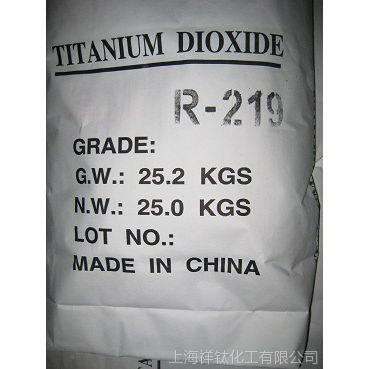 TITANIUM DIOXIDE
R-219
GRADE:
G.W.: 25.2 KGS
N.W.: 25.0 KGS
LOT NO.:
MADE IN CHINA
上海祥钛化工有限公司